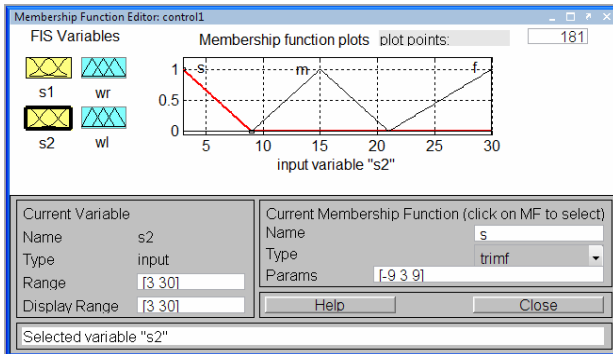 Membership Function Editor: control1
FIS Variables
Membership function plots plot points: 181
s1 wr
s2 wl
s m f
1
0.5
0
5 10 15 20 25 30
input variable "s2"
Current Variable
Name s2
Type input
Range [3 30]
Display Range [3 30]
Current Membership Function (click on MF to select)
Name s
Type trimf
Params [-9 3 9]
Help Close
Selected variable "s2"